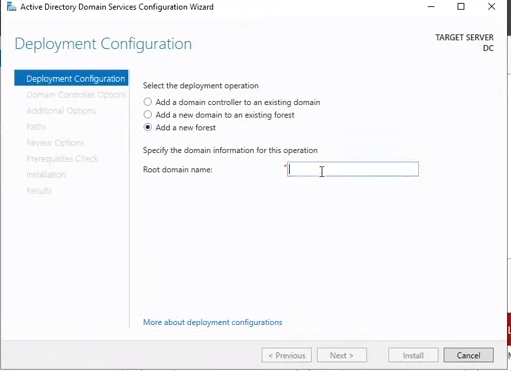 Active Directory Domain Services Configuration Wizard
Deployment Configuration
TARGET SERVER
DC
Deployment Configuration
Domain Controller Options
Additional Options
Paths
Review Options
Prerequisites Check
Installation
Results
Select the deployment operation
Add a domain controller to an existing domain
Add a new domain to an existing forest
Add a new forest
Specify the domain information for this operation
Root domain name: *
More about deployment configurations
< Previous
Next >
Install
Cancel